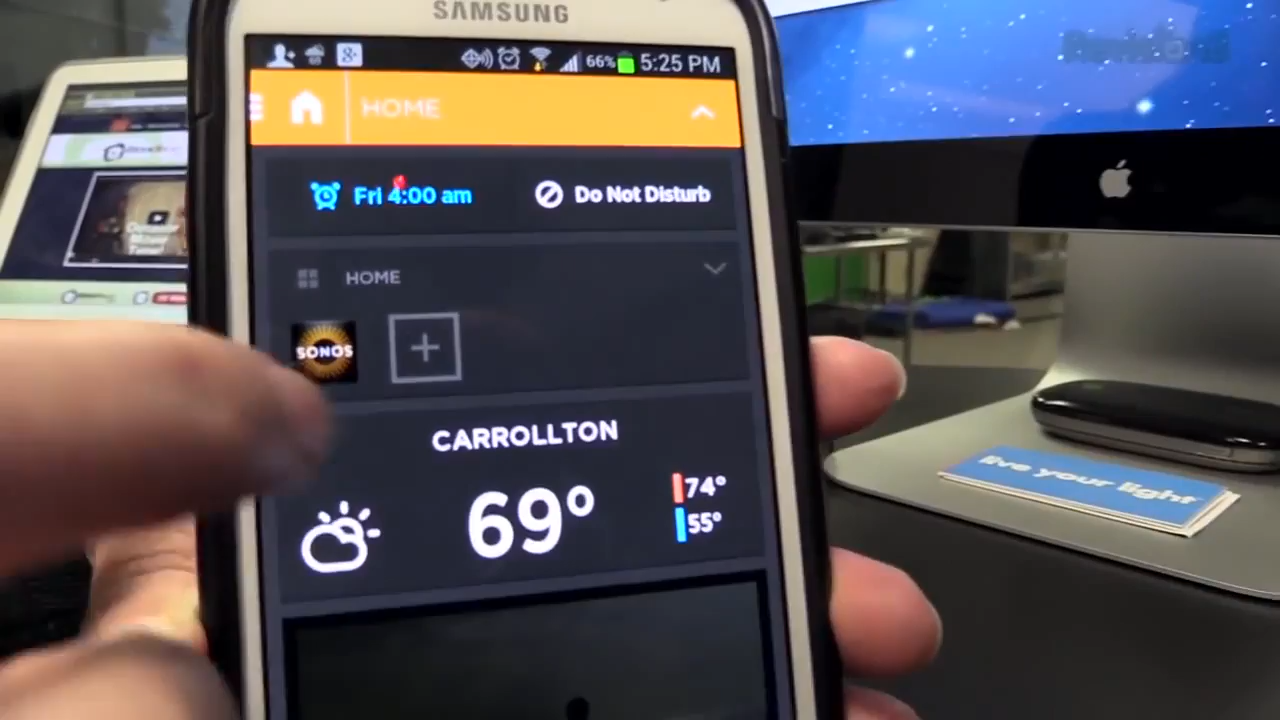 SAMSUNG
66% 5:25 PM
HOME
Fri 4:00 am
Do Not Disturb
HOME
SONOS
CARROLLTON
69°
74°
55°
live your light